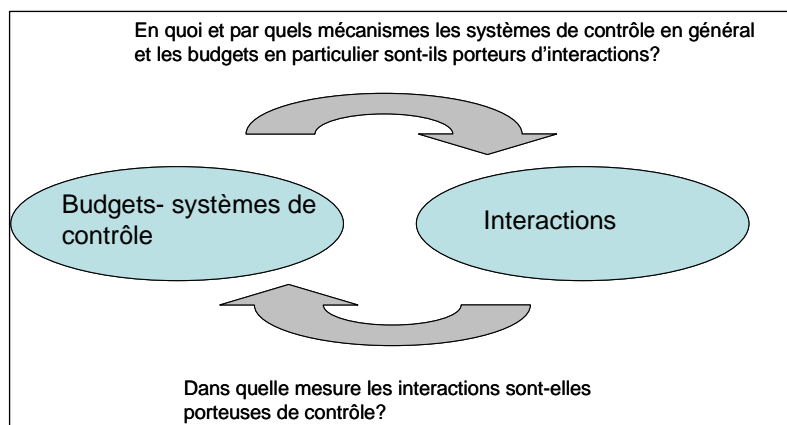 En quoi et par quels mécanismes les systèmes de contrôle en général
et les budgets en particulier sont-ils porteurs d'interactions?
Budgets- systèmes de
contrôle
Interactions
Dans quelle mesure les interactions sont-elles
porteuses de contrôle?